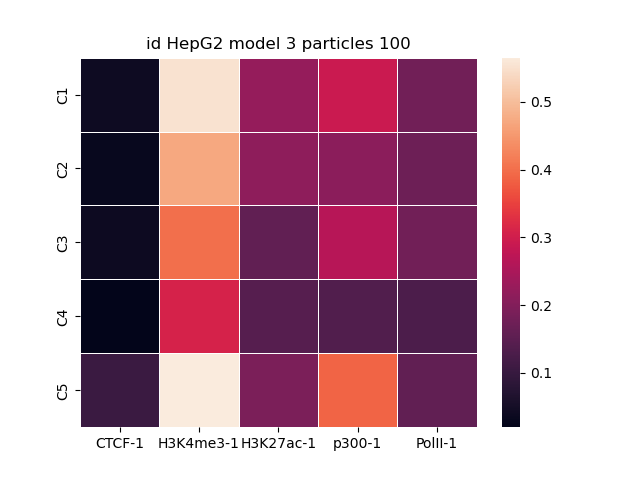 id HepG2 model 3 particles 100
C1
C2
C3
C4
C5
CTCF-1 H3K4me3-1 H3K27ac-1 p300-1 PolII-1
0.5
0.4
0.3
0.2
0.1